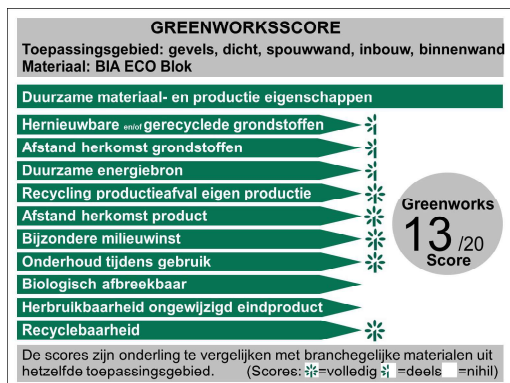 GREENWORKSSCORE
Toepassingsgebied: gevels, dicht, spouwwand, inbouw, binnenwand
Materiaal: BIA ECO Blok
Duurzame materiaal- en productie eigenschappen
Hernieuwbare en/of gerecyclede grondstoffen
Afstand herkomst grondstoffen
Duurzame energiebron
Recycling productieafval eigen productie
Afstand herkomst product
Bijzondere milieuwinst
Onderhoud tijdens gebruik
Biologisch afbreekbaar
Herbruikbaarheid ongewijzigd eindproduct
Recyclebaarheid
Greenworks
13 /20
Score
De scores zijn onderling te vergelijken met branchegelijke materialen uit
hetzelfde toepassingsgebied. (Scores: =volledig =deels =nihil)